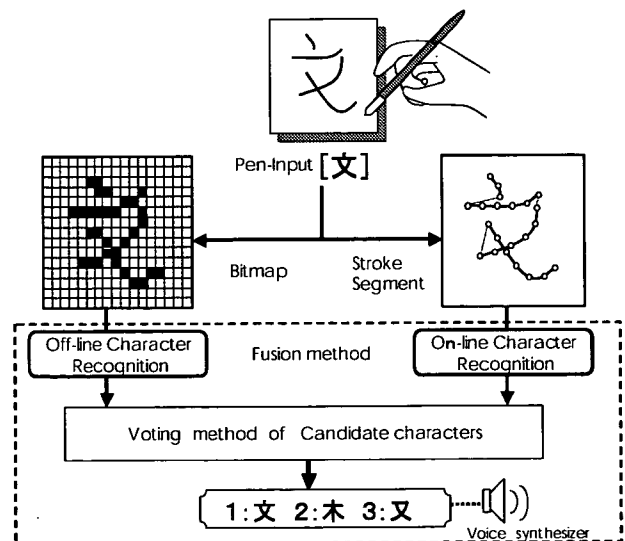 Pen-Input [文]
Bitmap
Stroke
Segment
Off-line Character
Recognition
Fusion method
On-line Character
Recognition
Voting method of Candidate characters
1:文 2:木 3:又
Voice synthesizer